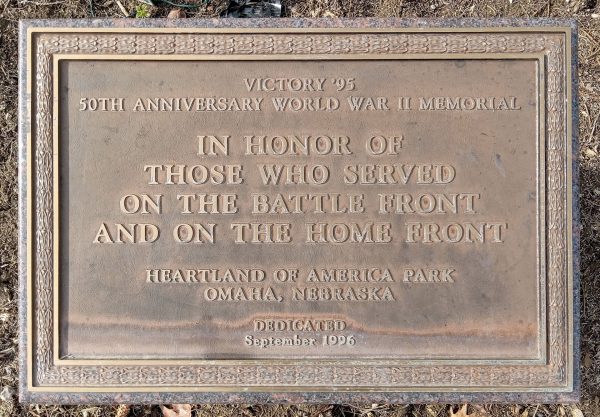 VICTORY '95
50TH ANNIVERSARY WORLD WAR II MEMORIAL
IN HONOR OF
THOSE WHO SERVED
ON THE BATTLE FRONT
AND ON THE HOME FRONT
HEARTLAND OF AMERICA PARK
OMAHA, NEBRASKA
DEDICATED
September 1996